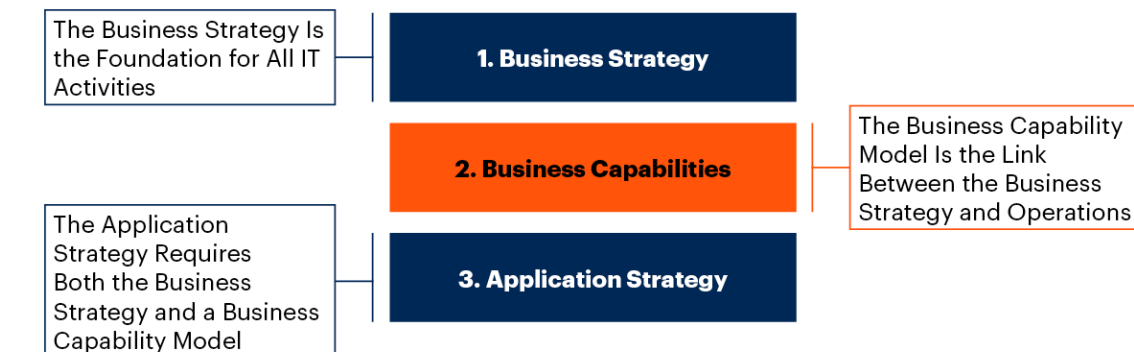 The Business Strategy Is
the Foundation for All IT
Activities
1. Business Strategy
2. Business Capabilities
The Business Capability
Model Is the Link
Between the Business
Strategy and Operations
The Application
Strategy Requires
Both the Business
Strategy and a Business
Capability Model
3. Application Strategy